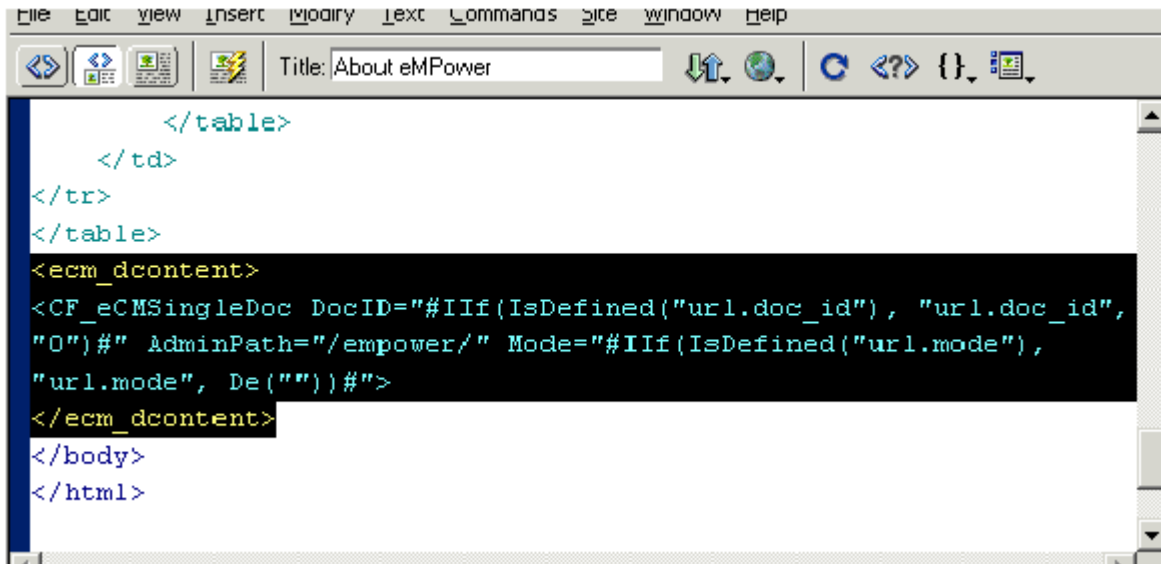 File Edit View Insert Modify Text Commands Site Window Help
Title: About eMPower
</table>
</td>
</tr>
</table>
<ecm_dcontent>
<CF_eCMSingleDoc DocID="#IIf(IsDefined("url.doc_id"), "url.doc_id",
"0")#" AdminPath="/empower/" Mode="#IIf(IsDefined("url.mode"),
"url.mode", De(""))#">
</ecm_dcontent>
</body>
</html>